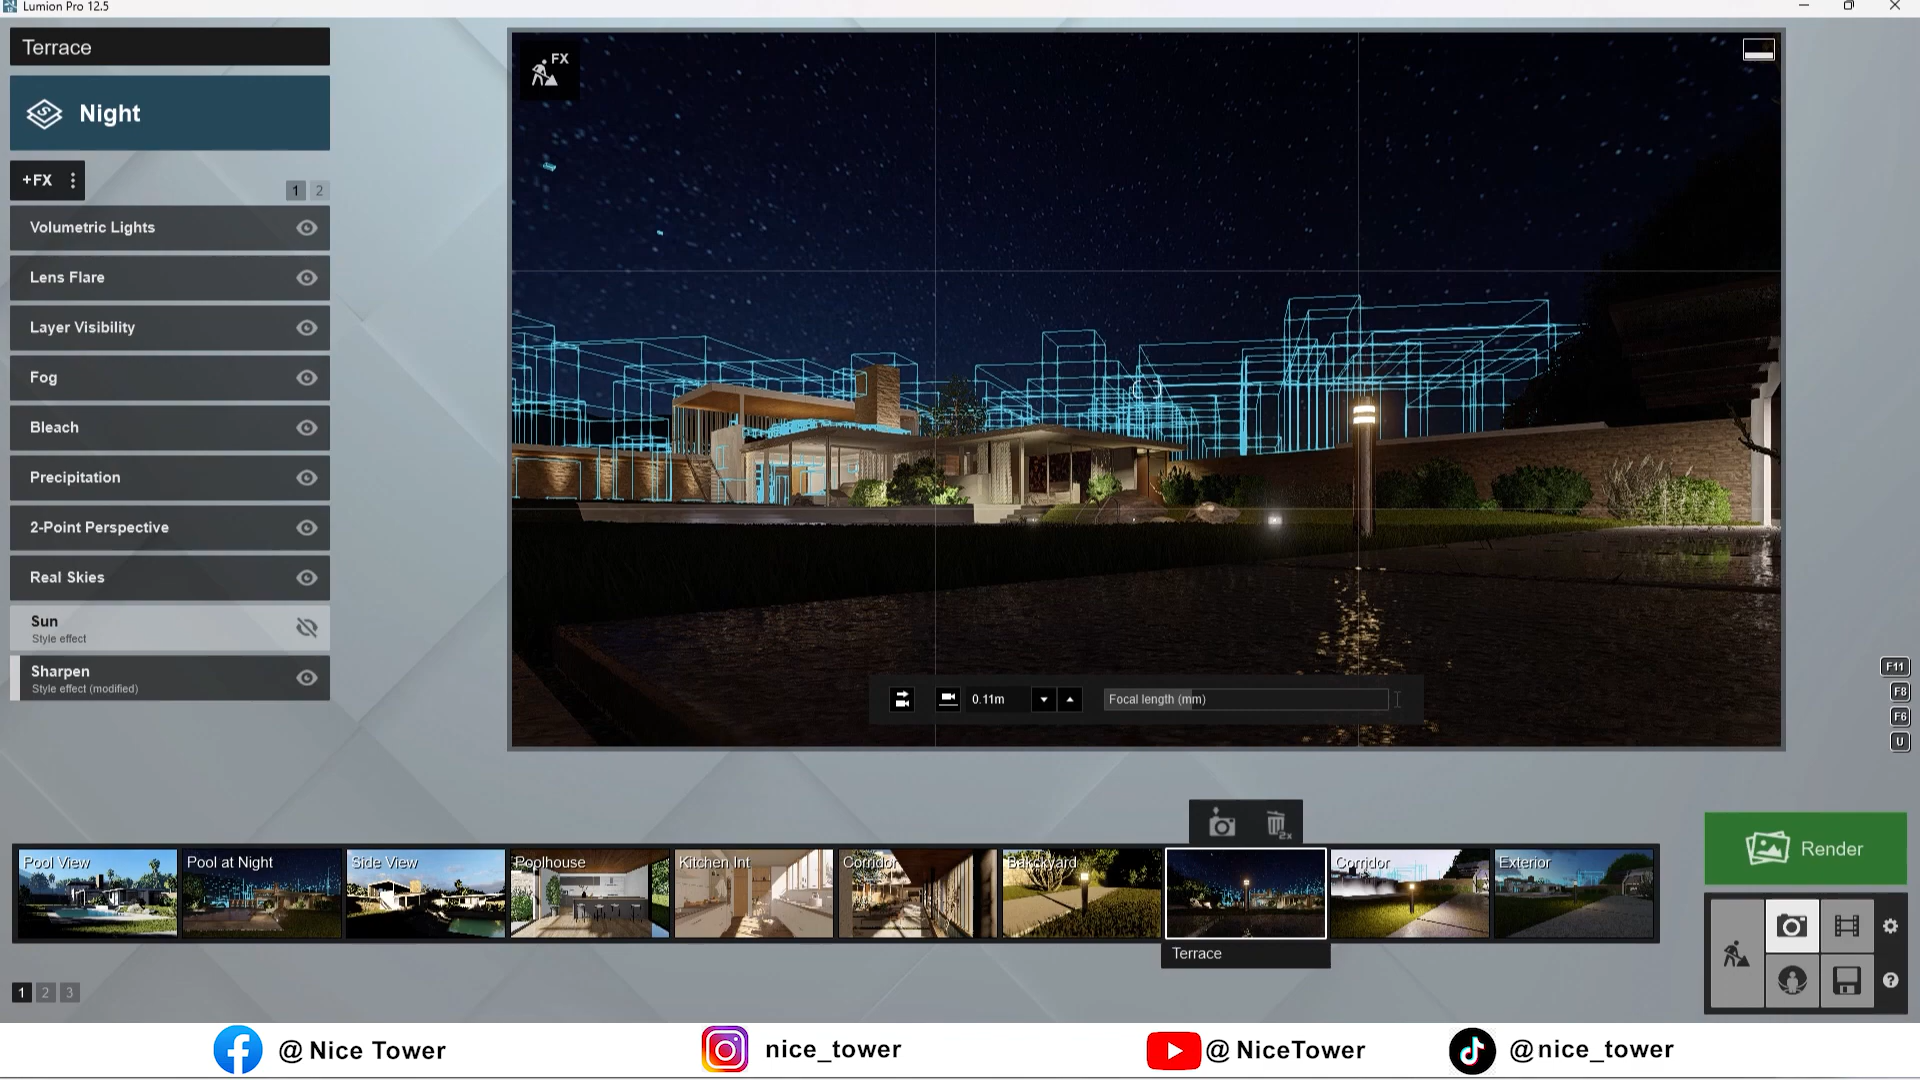 Lumion Pro 12.5
Terrace
Night
+FX
1 2
Volumetric Lights
Lens Flare
Layer Visibility
Fog
Bleach
Precipitation
2-Point Perspective
Real Skies
Sun
Style effect
Sharpen
Style effect (modified)
FX
0.11m
Focal length (mm)
F11
F8
F6
U
2x
Render
Pool View
Pool at Night
Side View
Poolhouse
Kitchen Int
Corridor
Backyard
Corridor
Exterior
Terrace
1 2 3
?
@ Nice Tower
nice_tower
@ NiceTower
@nice_tower